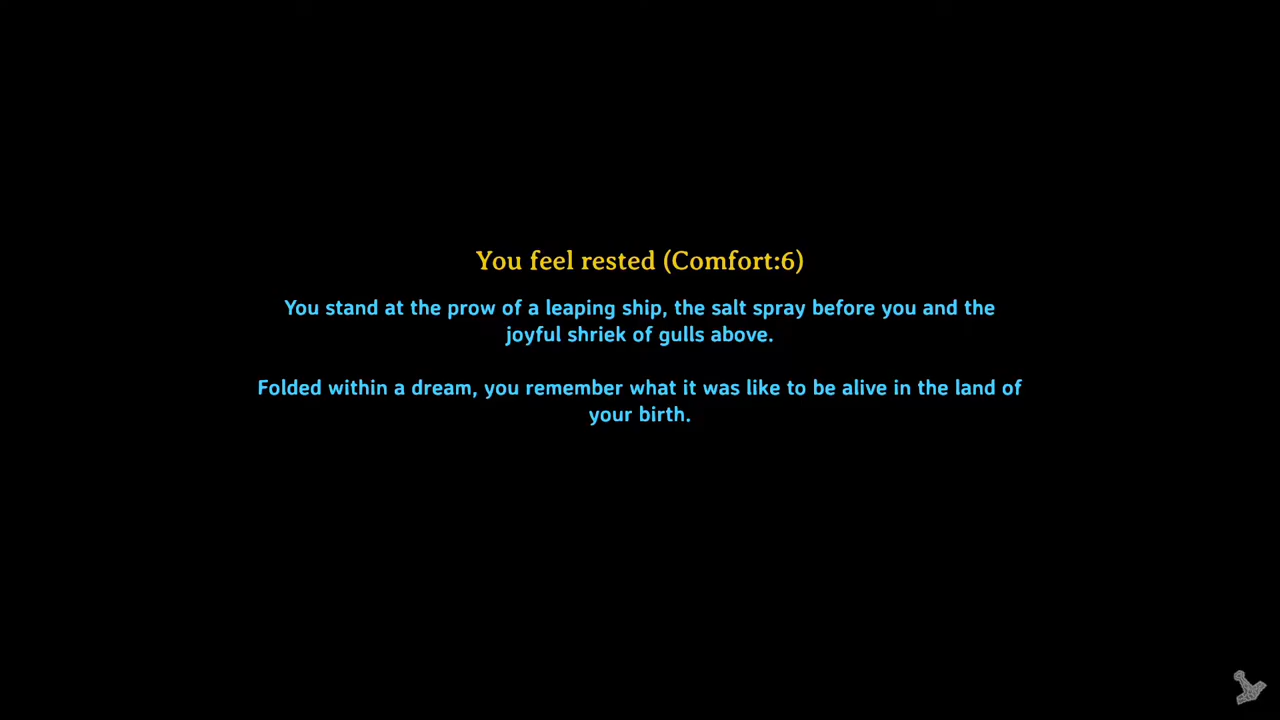 You feel rested (Comfort:6)
You stand at the prow of a leaping ship, the salt spray before you and the
joyful shriek of gulls above.
Folded within a dream, you remember what it was like to be alive in the land of
your birth.